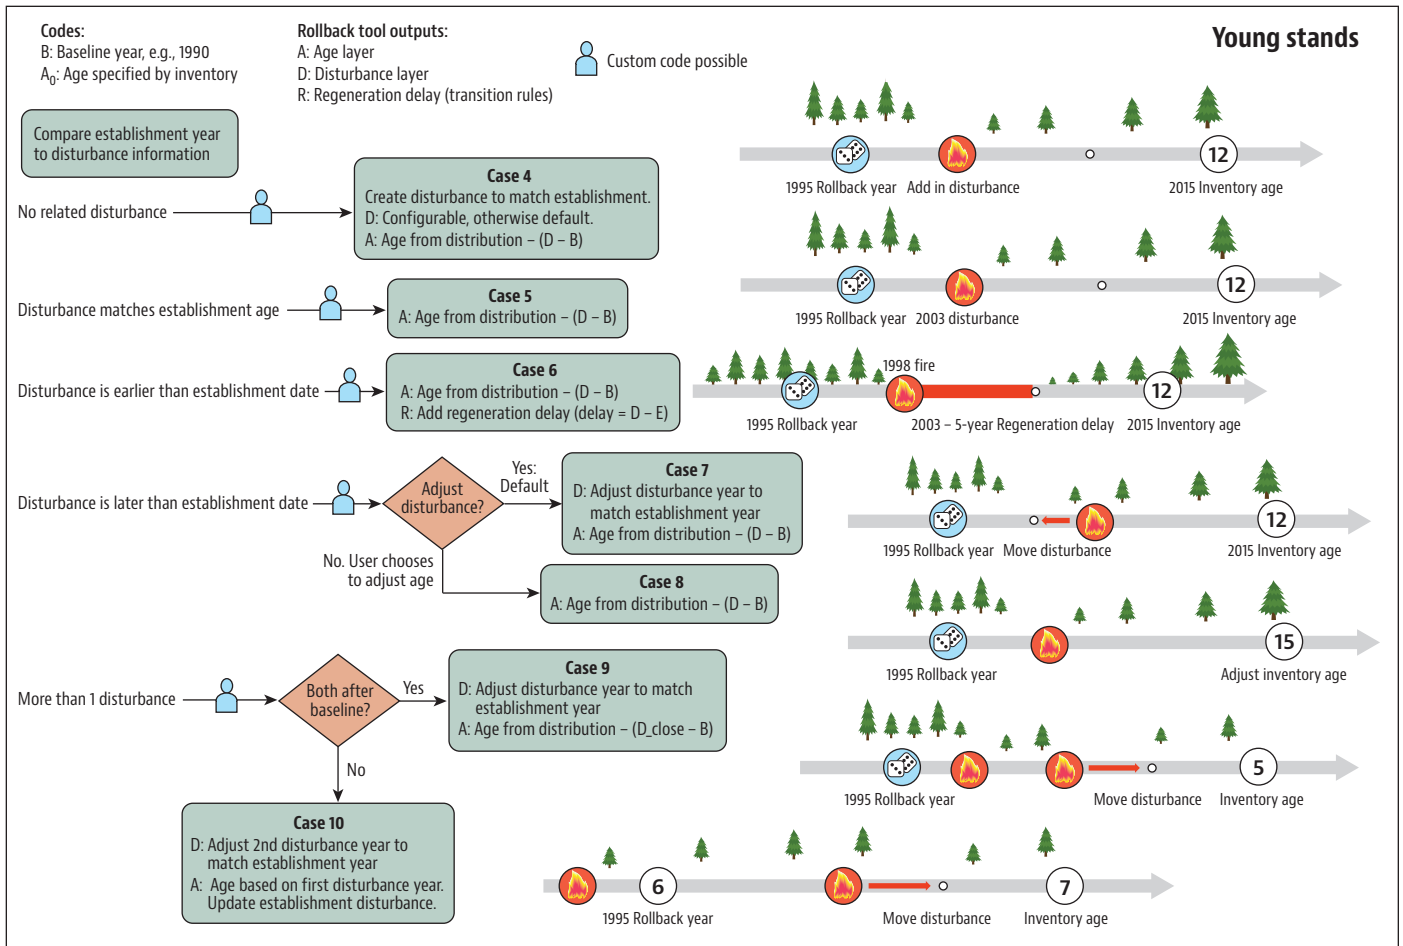 Young stands
Codes:
B: Baseline year, e.g., 1990
A0: Age specified by inventory
Rollback tool outputs:
A: Age layer
D: Disturbance layer
R: Regeneration delay (transition rules)
Custom code possible
Compare establishment year
to disturbance information
No related disturbance
Case 4
Create disturbance to match establishment.
D: Configurable, otherwise default.
A: Age from distribution – (D – B)
12
1995 Rollback year
Add in disturbance
2015 Inventory age
Disturbance matches establishment age
Case 5
A: Age from distribution – (D – B)
12
1995 Rollback year
2003 disturbance
2015 Inventory age
Disturbance is earlier than establishment date
Case 6
A: Age from distribution – (D – B)
R: Add regeneration delay (delay = D – E)
1998 fire
12
1995 Rollback year
2003 – 5-year Regeneration delay
2015 Inventory age
Disturbance is later than establishment date
Adjust
disturbance?
Yes:
Default
Case 7
D: Adjust disturbance year to
match establishment year
A: Age from distribution – (D – B)
12
1995 Rollback year
Move disturbance
2015 Inventory age
No. User chooses
to adjust age
Case 8
A: Age from distribution – (D – B)
15
1995 Rollback year
Adjust inventory age
More than 1 disturbance
Both after
baseline?
Yes
Case 9
D: Adjust disturbance year to match
establishment year
A: Age from distribution – (D_close – B)
5
1995 Rollback year
Move disturbance
Inventory age
No
Case 10
D: Adjust 2nd disturbance year to
match establishment year
A: Age based on first disturbance year.
Update establishment disturbance.
6
7
1995 Rollback year
Move disturbance
Inventory age